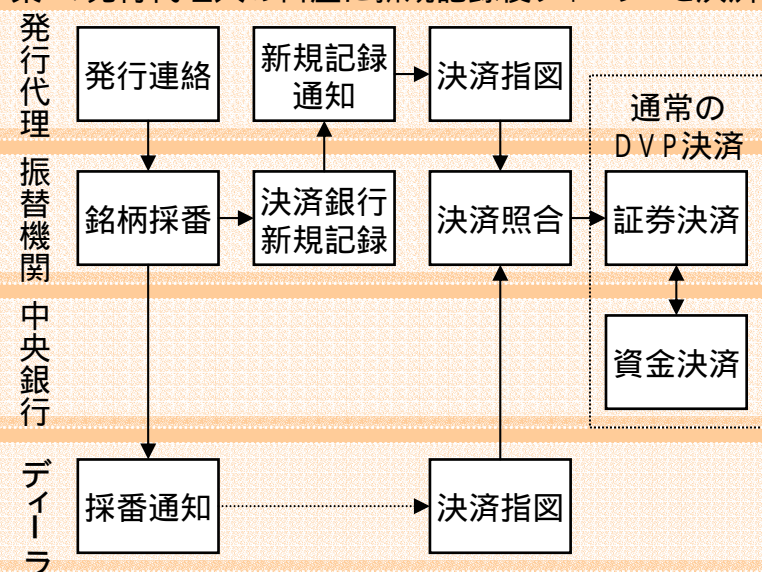 発行代理
発行連絡
新規記録
通知
決済指図
通常の
DVP決済
振替機関
銘柄採番
決済銀行
新規記録
決済照合
証券決済
中央銀行
資金決済
ディーラ
採番通知
決済指図